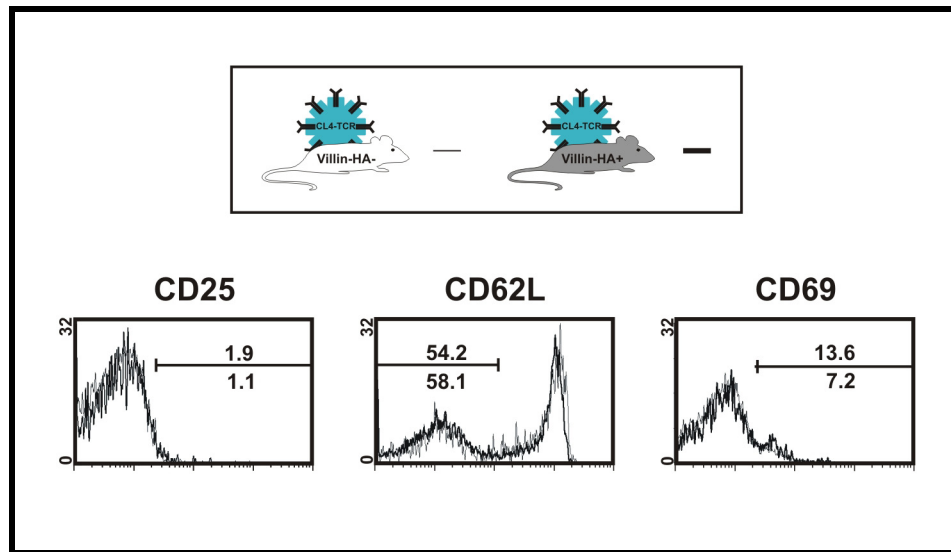 CL4-TCR
Villin-HA-
CL4-TCR
Villin-HA+
CD25
32
0
1.9
1.1
CD62L
32
0
54.2
58.1
CD69
32
0
13.6
7.2